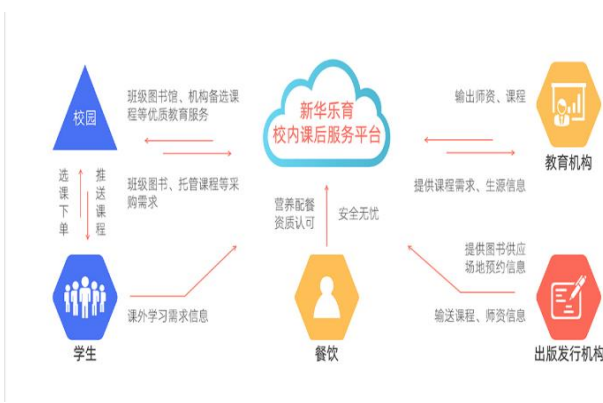 校园
班级图书馆、机构备选课
程等优质教育服务
新华乐育
校内课后服务平台
输出师资、课程
教育机构
选课下单
推送课程
班级图书、托管课程等采
购需求
营养配餐
资质认可
安全无忧
提供课程需求、生源信息
提供图书供应
场地预约信息
课外学习需求信息
输送课程、师资信息
学生
餐饮
出版发行机构